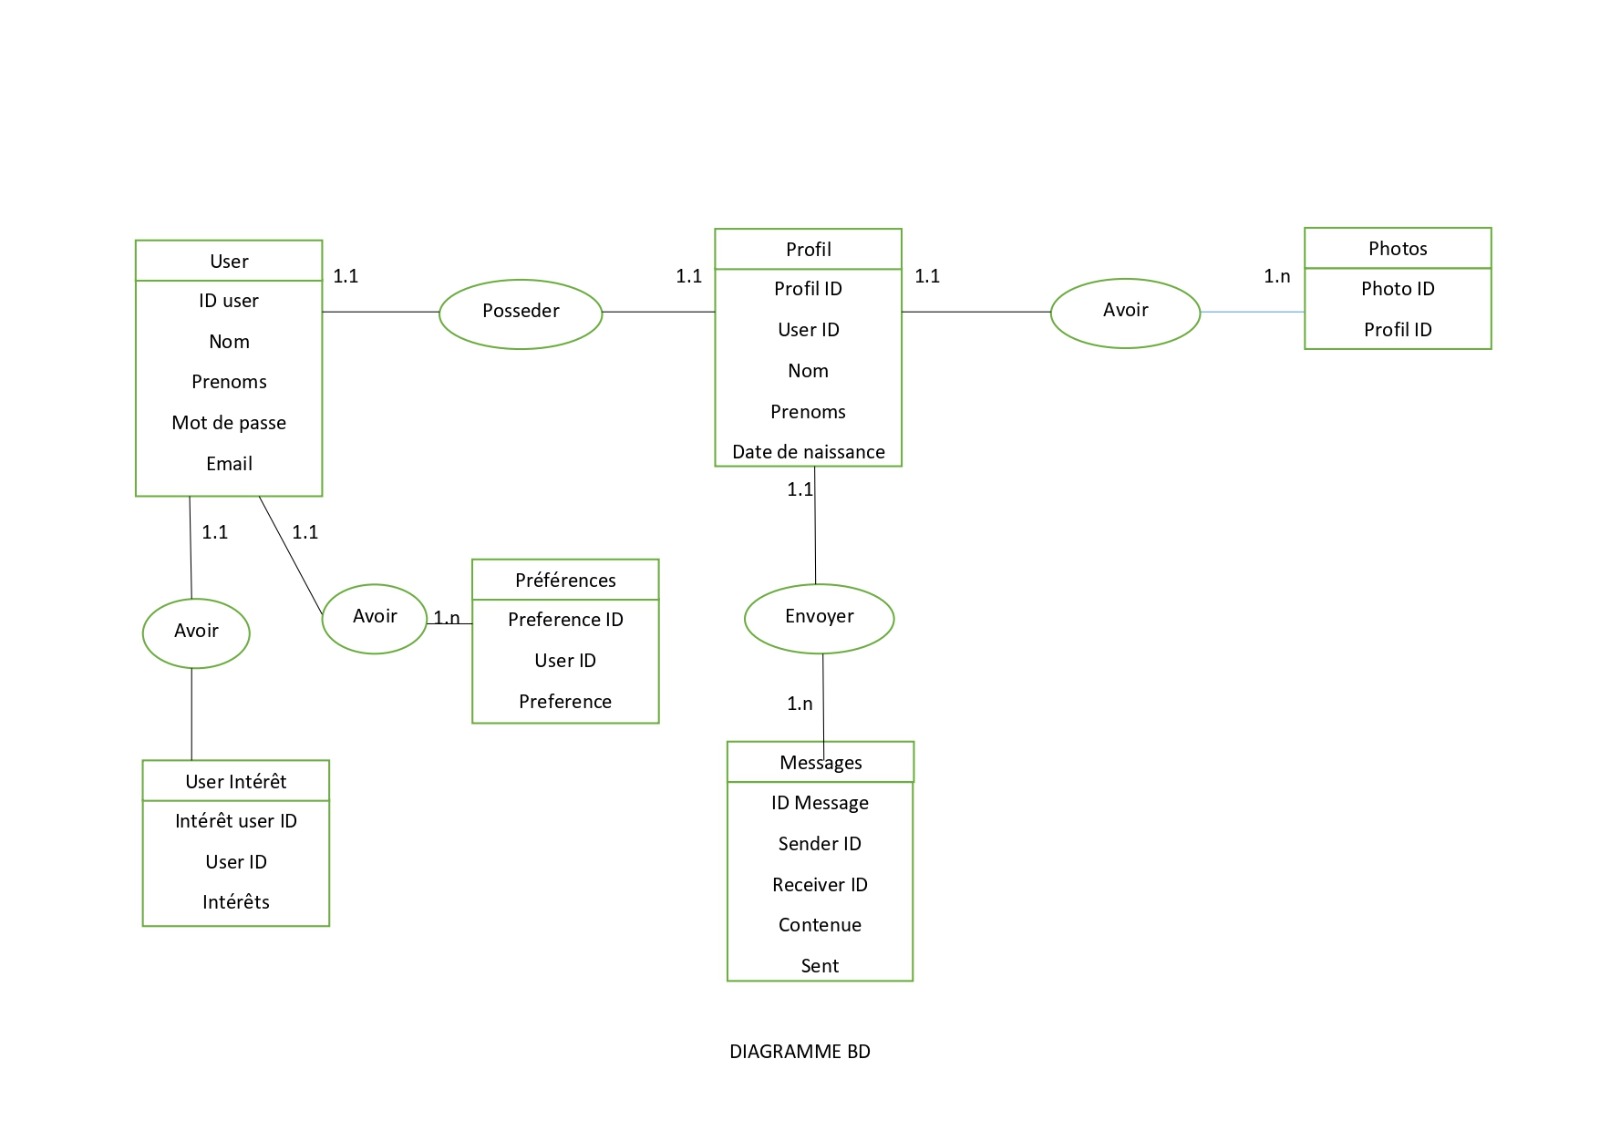 User
ID user
Nom
Prenoms
Mot de passe
Email
1.1
Posseder
1.1
Profil
Profil ID
User ID
Nom
Prenoms
Date de naissance
1.1
Avoir
1.n
Photos
Photo ID
Profil ID
1.1
1.1
1.1
Avoir
Avoir
1.n
Préférences
Preference ID
User ID
Preference
Envoyer
1.n
User Intérêt
Intérêt user ID
User ID
Intérêts
Messages
ID Message
Sender ID
Receiver ID
Contenue
Sent
DIAGRAMME BD